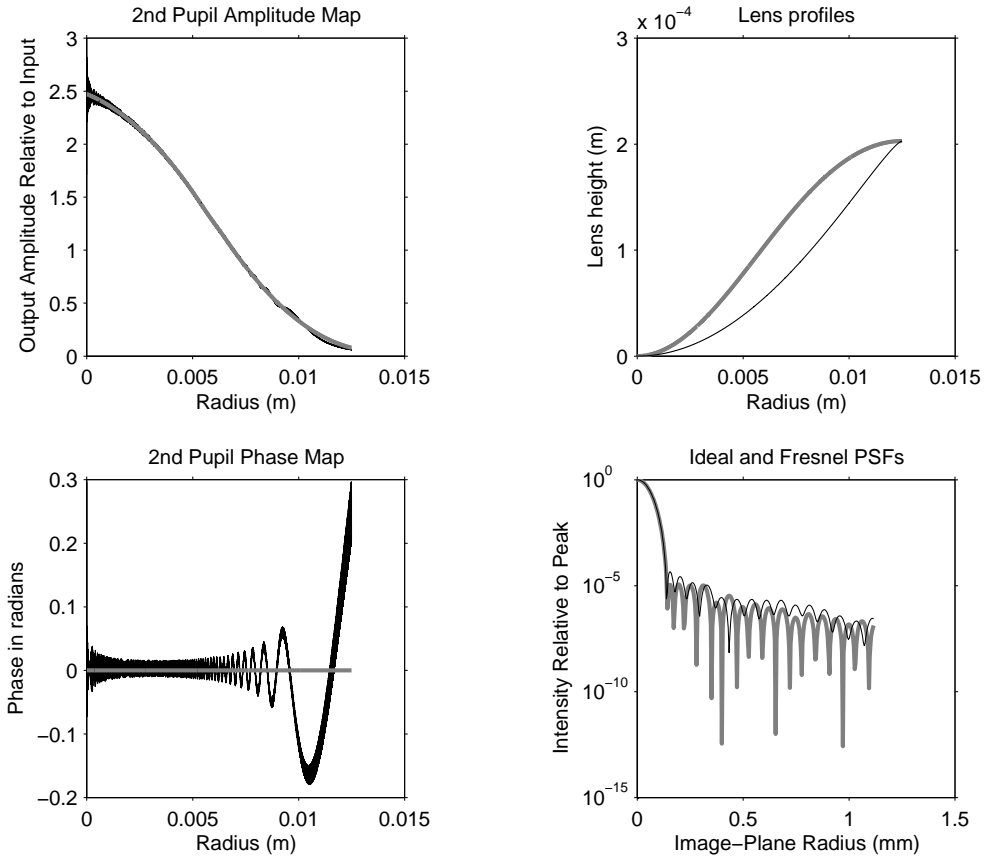 2nd Pupil Amplitude Map
Output Amplitude Relative to Input
3
2.5
2
1.5
1
0.5
0
0 0.005 0.01 0.015
Radius (m)
Lens profiles
x 10−4
Lens height (m)
3
2
1
0
0 0.005 0.01 0.015
Radius (m)
2nd Pupil Phase Map
Phase in radians
0.3
0.2
0.1
0
−0.1
−0.2
0 0.005 0.01 0.015
Radius (m)
Ideal and Fresnel PSFs
Intensity Relative to Peak
10^0
10^−5
10^−10
10^−15
0 0.5 1 1.5
Image−Plane Radius (mm)